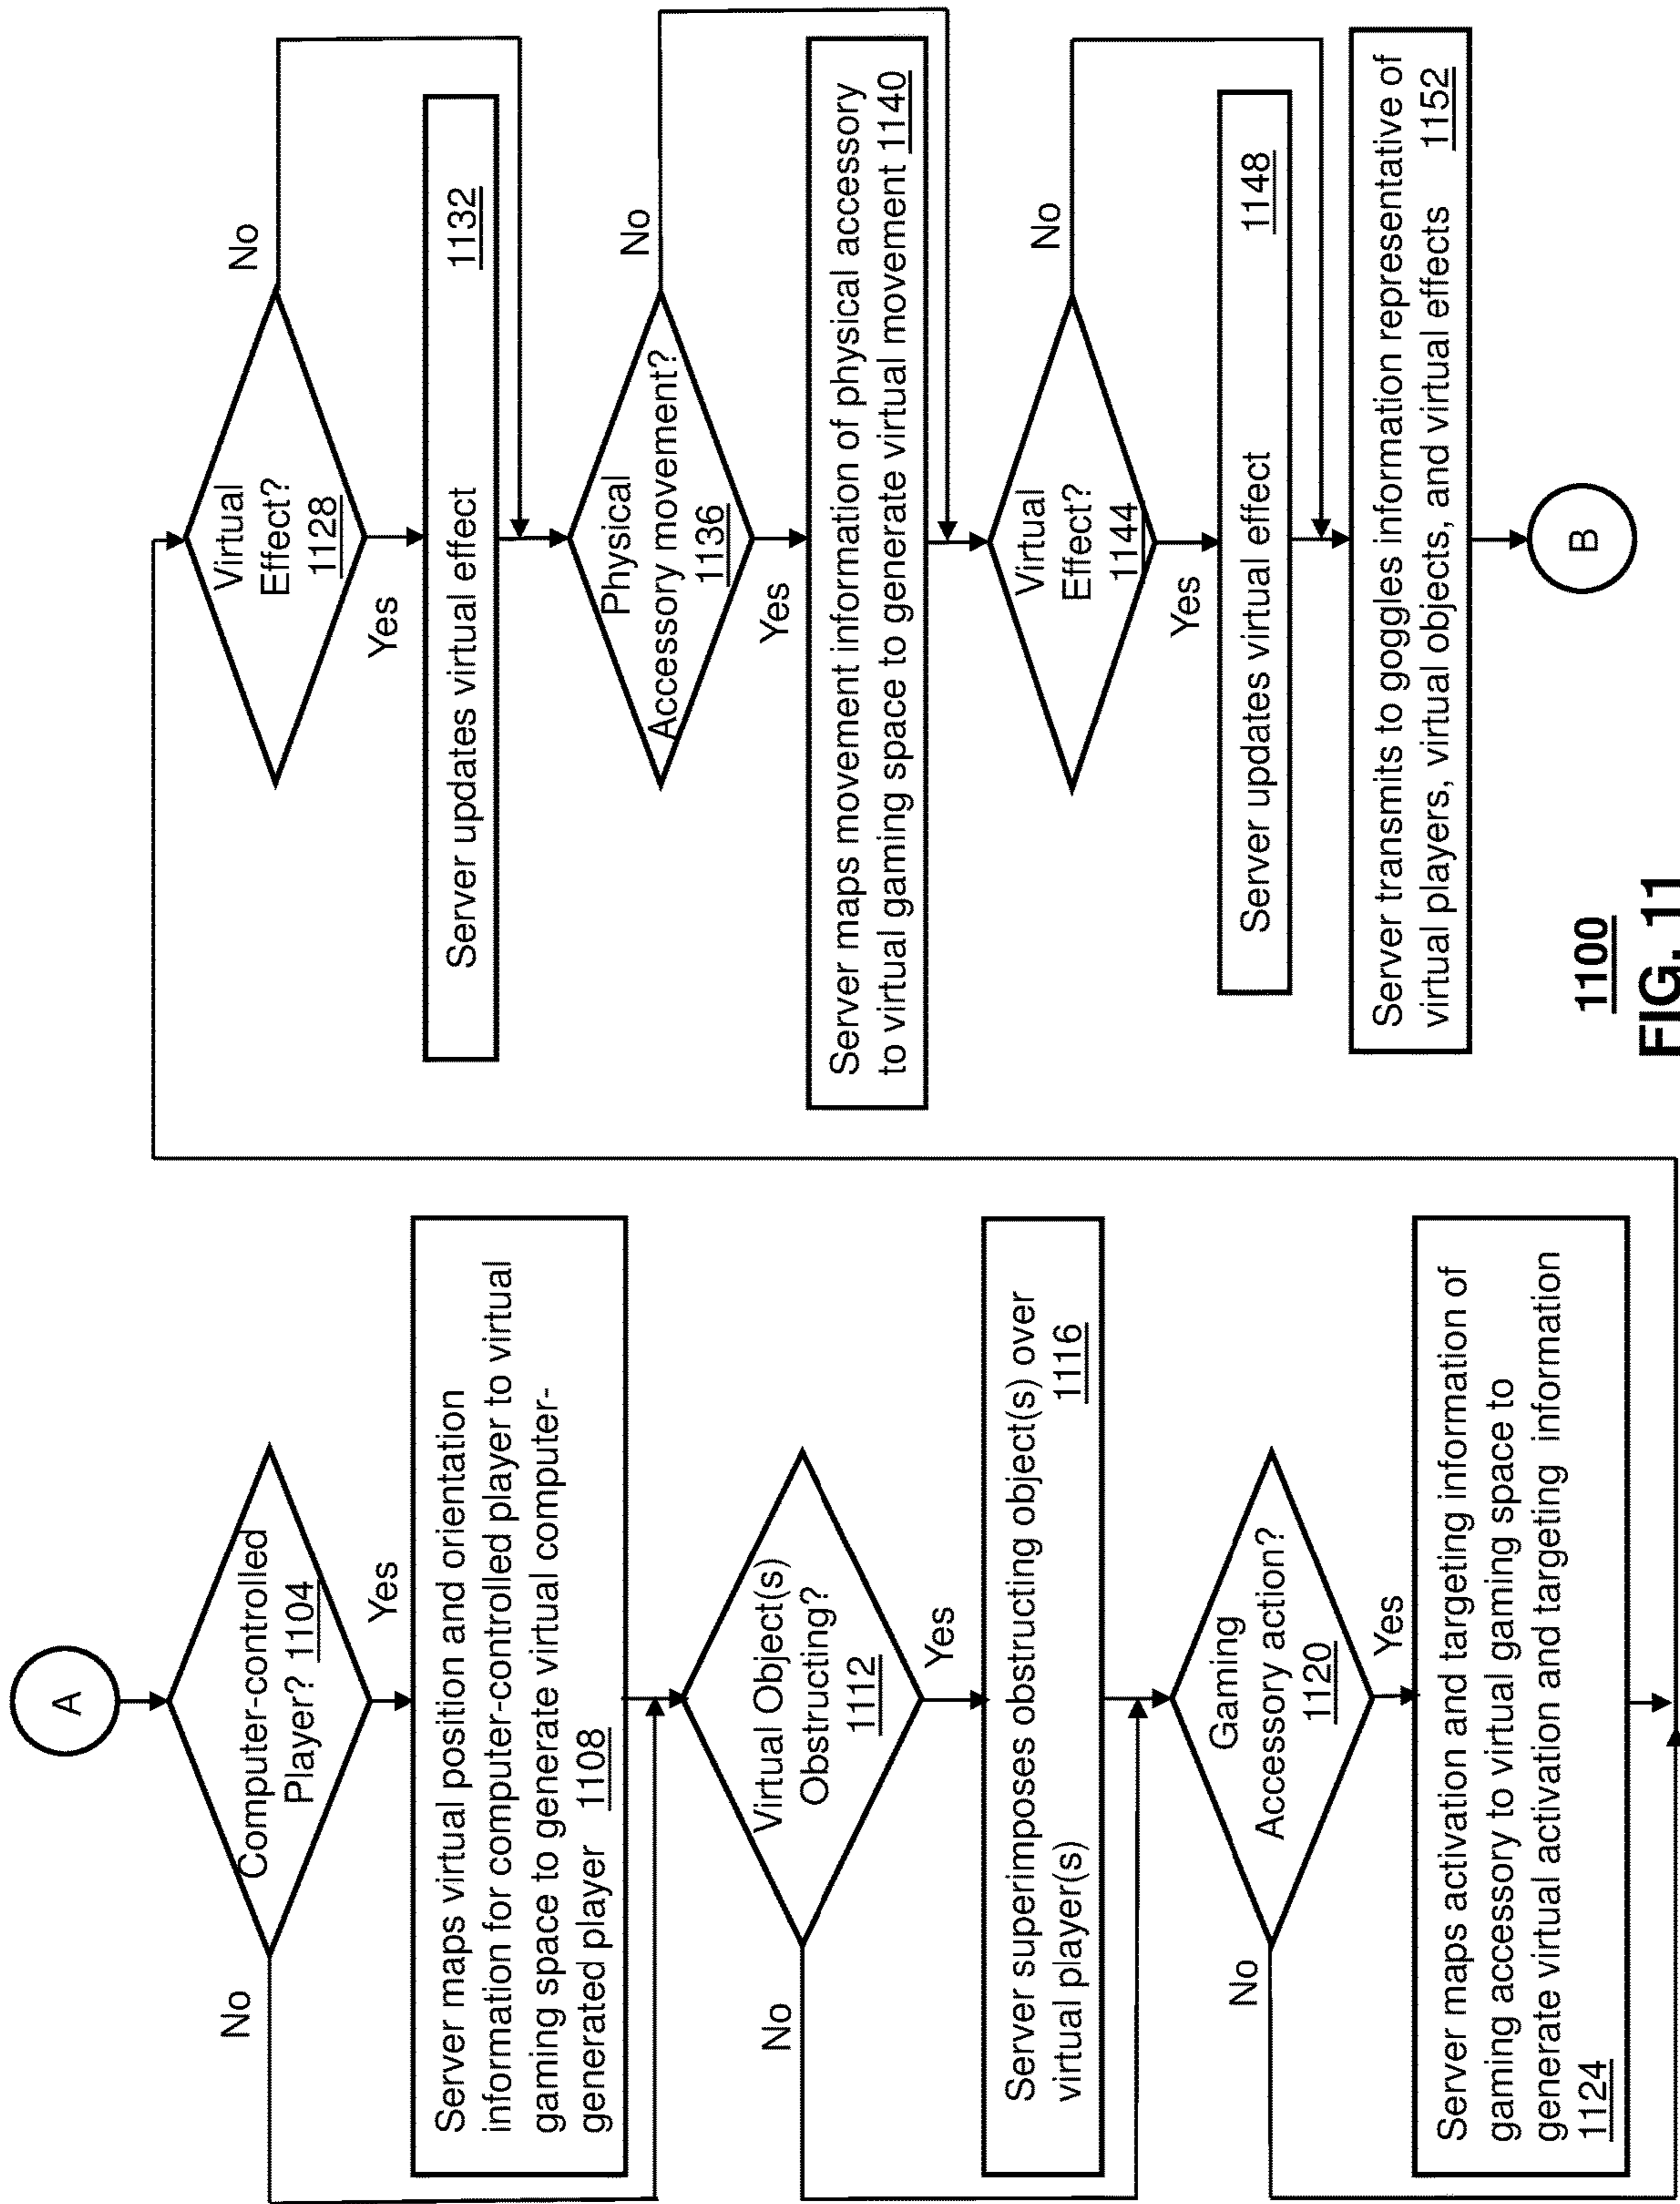 A
Computer-controlled
Player? 1104
No
Yes
Server maps virtual position and orientation
information for computer-controlled player to virtual
gaming space to generate virtual computer-
generated player 1108
Virtual Object(s)
Obstructing?
1112
No
Yes
Server superimposes obstructing object(s) over
virtual player(s) 1116
Gaming
Accessory action?
1120
No
Yes
Server maps activation and targeting information of
gaming accessory to virtual gaming space to
generate virtual activation and targeting information
1124
Virtual
Effect?
1128
No
Yes
Server updates virtual effect 1132
Physical
Accessory movement?
1136
No
Yes
Server maps movement information of physical accessory
to virtual gaming space to generate virtual movement 1140
Virtual
Effect?
1144
No
Yes
Server updates virtual effect 1148
Server transmits to goggles information representative of
virtual players, virtual objects, and virtual effects 1152
B
1100
FIG. 11